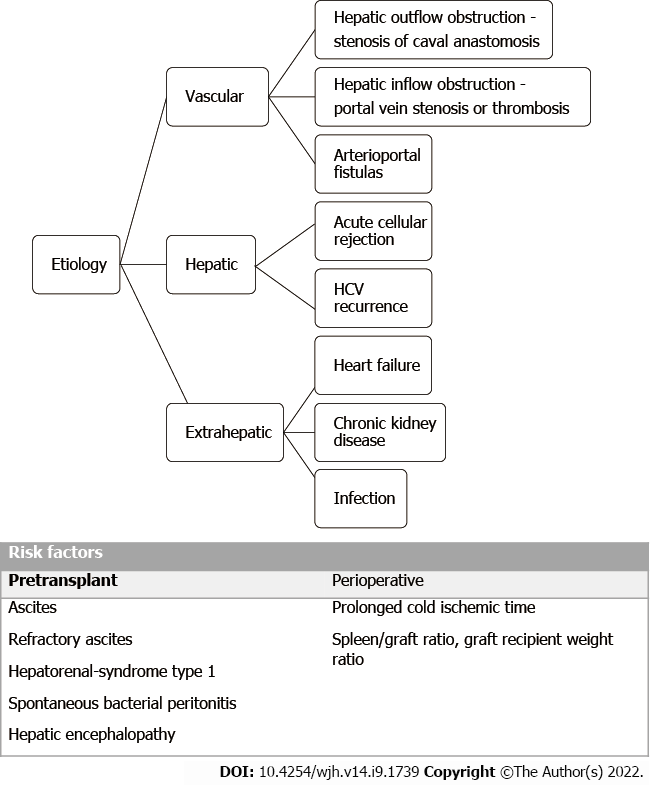 Hepatic outflow obstruction -
stenosis of caval anastomosis
Vascular
Hepatic inflow obstruction -
portal vein stenosis or thrombosis
Arterioportal
fistulas
Acute cellular
rejection
Etiology
Hepatic
HCV
recurrence
Heart failure
Extrahepatic
Chronic kidney
disease
Infection
Risk factors
Pretransplant
Perioperative
Ascites
Prolonged cold ischemic time
Refractory ascites
Spleen/graft ratio, graft recipient weight
ratio
Hepatorenal-syndrome type 1
Spontaneous bacterial peritonitis
Hepatic encephalopathy
DOI: 10.4254/wjh.v14.i9.1739 Copyright ©The Author(s) 2022.